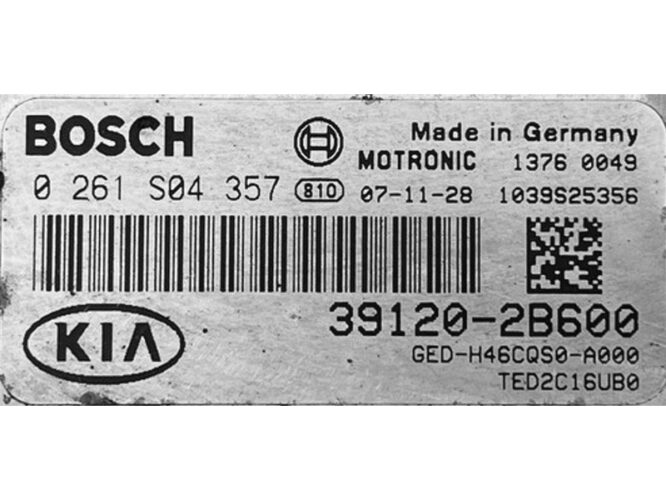 BOSCH
Made in Germany
MOTRONIC 1376 0049
0 261 S04 357 810 07-11-28 1039S25356
39120-2B600
KIA
GED-H46CQS0-A000
TED2C16UB0